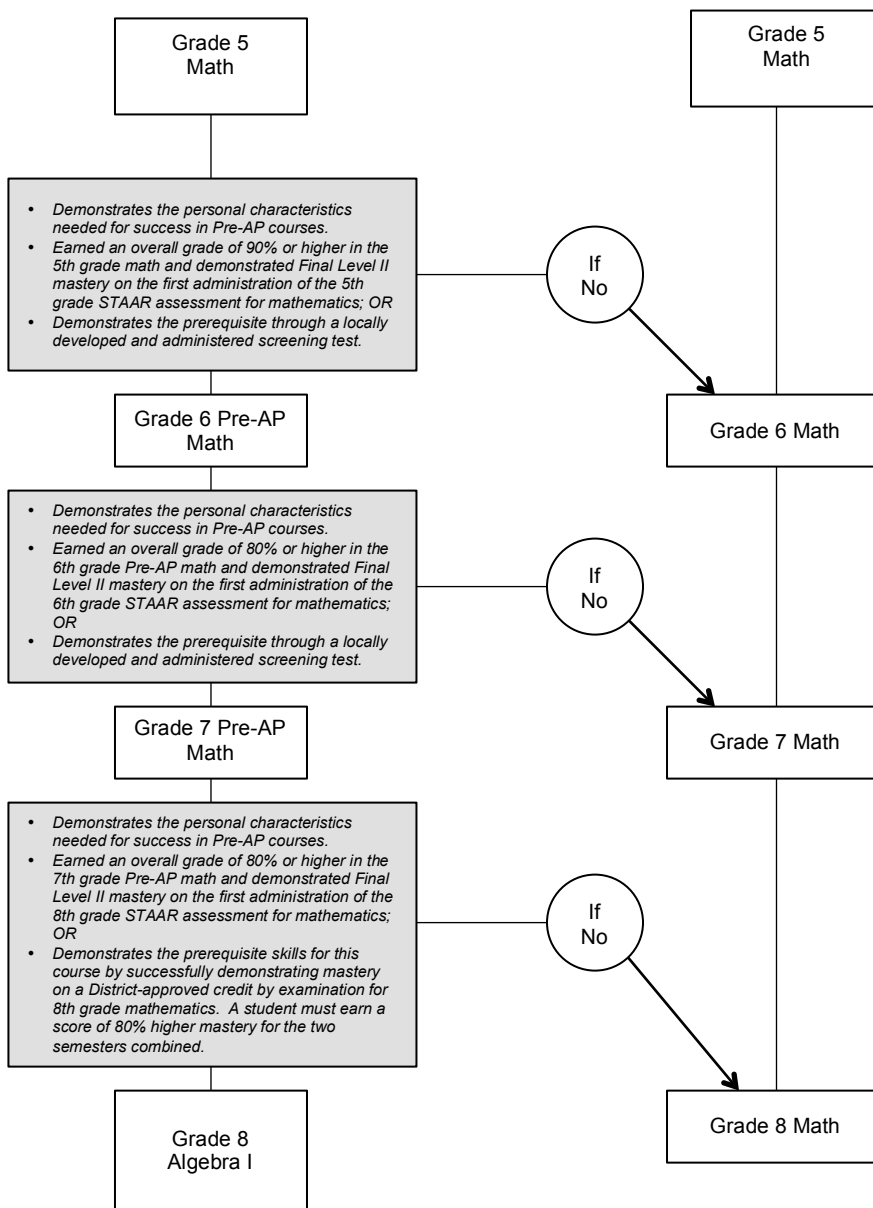 Grade 5
Math
Grade 5
Math
• Demonstrates the personal characteristics
needed for success in Pre-AP courses.
• Earned an overall grade of 90% or higher in the
5th grade math and demonstrated Final Level II
mastery on the first administration of the 5th
grade STAAR assessment for mathematics; OR
• Demonstrates the prerequisite through a locally
developed and administered screening test.
If
No
Grade 6 Pre-AP
Math
Grade 6 Math
• Demonstrates the personal characteristics
needed for success in Pre-AP courses.
• Earned an overall grade of 80% or higher in the
6th grade Pre-AP math and demonstrated Final
Level II mastery on the first administration of the
6th grade STAAR assessment for mathematics;
OR
• Demonstrates the prerequisite through a locally
developed and administered screening test.
If
No
Grade 7 Pre-AP
Math
Grade 7 Math
• Demonstrates the personal characteristics
needed for success in Pre-AP courses.
• Earned an overall grade of 80% or higher in the
7th grade Pre-AP math and demonstrated Final
Level II mastery on the first administration of the
8th grade STAAR assessment for mathematics;
OR
• Demonstrates the prerequisite skills for this
course by successfully demonstrating mastery
on a District-approved credit by examination for
8th grade mathematics.  A student must earn a
score of 80% higher mastery for the two
semesters combined.
If
No
Grade 8
Algebra I
Grade 8 Math